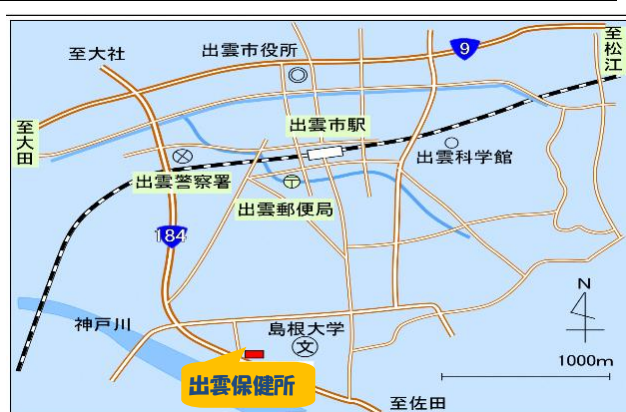 至大社
出雲市役所
9
至松江
至大田
出雲市駅
出雲科学館
出雲警察署
出雲郵便局
184
N
神戸川
島根大学
文
1000m
出雲保健所
至佐田